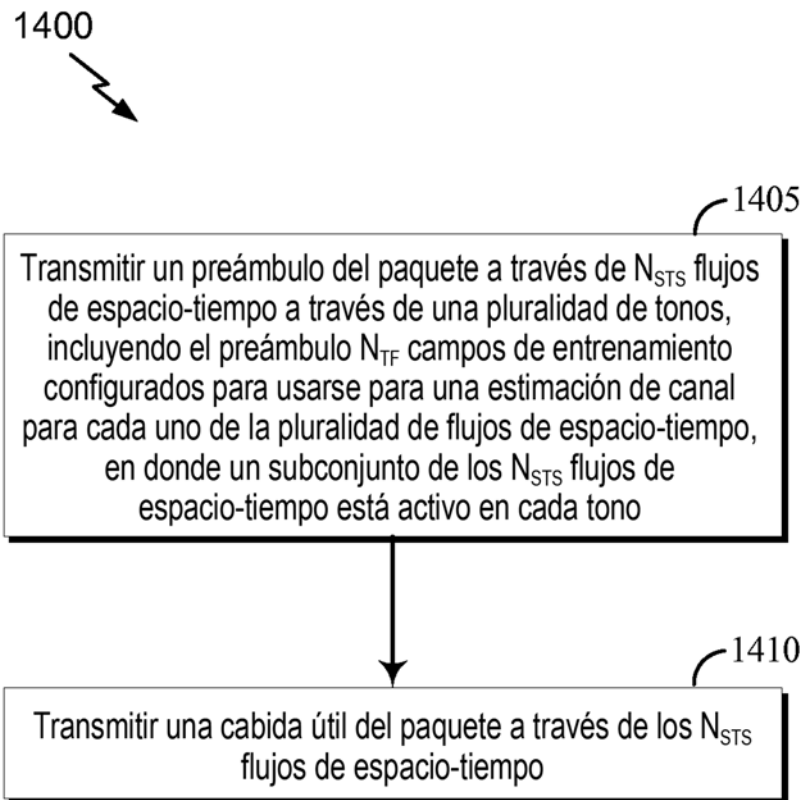 1400
1405
Transmitir un preámbulo del paquete a través de NSTS flujos
de espacio-tiempo a través de una pluralidad de tonos,
incluyendo el preámbulo NTF campos de entrenamiento
configurados para usarse para una estimación de canal
para cada uno de la pluralidad de flujos de espacio-tiempo,
en donde un subconjunto de los NSTS flujos de
espacio-tiempo está activo en cada tono
1410
Transmitir una cabida útil del paquete a través de los NSTS
flujos de espacio-tiempo